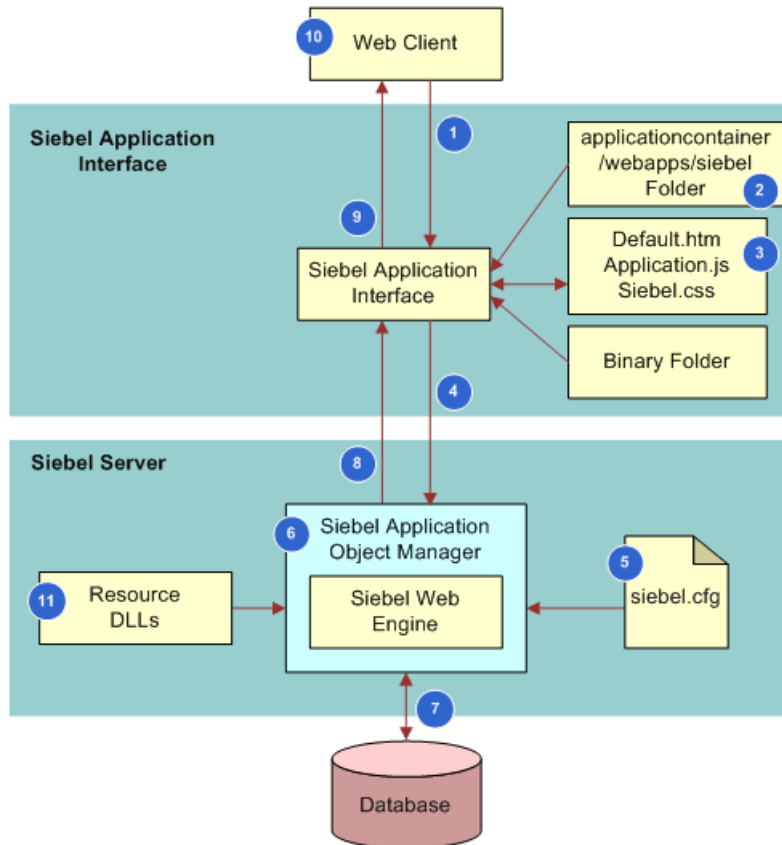 10
Web Client
Siebel Application
Interface
1
applicationcontainer
/webapps/siebel
Folder
2
9
Default.htm
Application.js
Siebel.css
3
Siebel Application
Interface
Binary Folder
4
Siebel Server
8
6
Siebel Application
Object Manager
5
siebel.cfg
11
Resource
DLLs
Siebel Web
Engine
7
Database